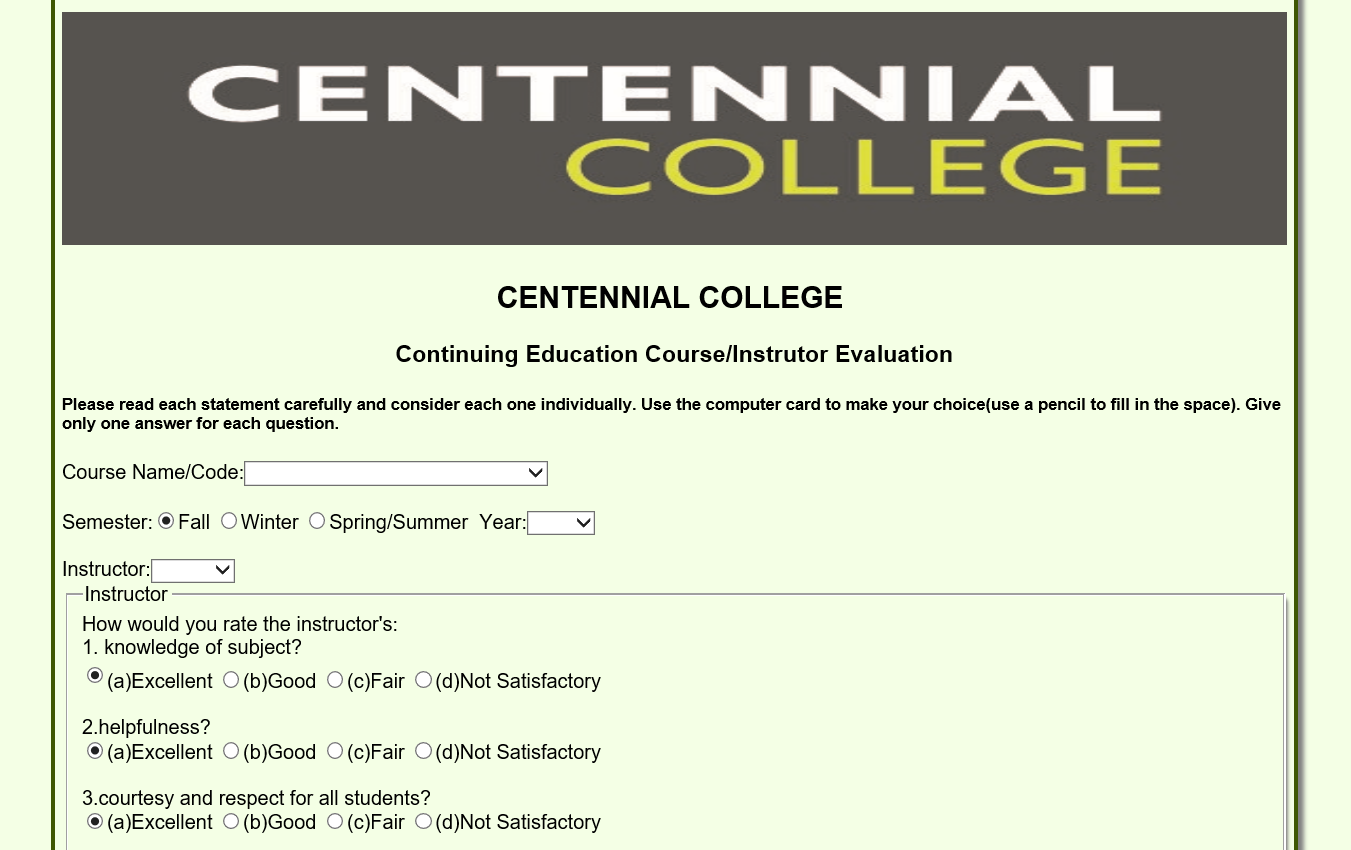 CENTENNIAL
COLLEGE
CENTENNIAL COLLEGE
Continuing Education Course/Instrutor Evaluation
Please read each statement carefully and consider each one individually. Use the computer card to make your choice(use a pencil to fill in the space). Give
only one answer for each question.
Course Name/Code:
Semester: Fall Winter Spring/Summer Year:
Instructor:
Instructor
How would you rate the instructor's:
1. knowledge of subject?
(a)Excellent (b)Good (c)Fair (d)Not Satisfactory
2.helpfulness?
(a)Excellent (b)Good (c)Fair (d)Not Satisfactory
3.courtesy and respect for all students?
(a)Excellent (b)Good (c)Fair (d)Not Satisfactory